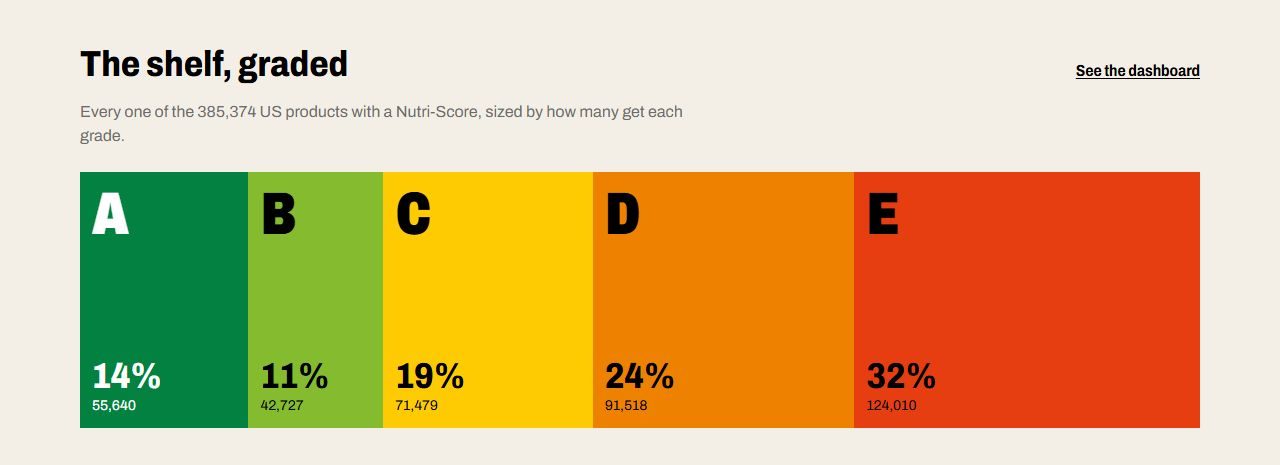 The shelf, graded
See the dashboard
Every one of the 385,374 US products with a Nutri-Score, sized by how many get each
grade.
A
14%
55,640
B
11%
42,727
C
19%
71,479
D
24%
91,518
E
32%
124,010